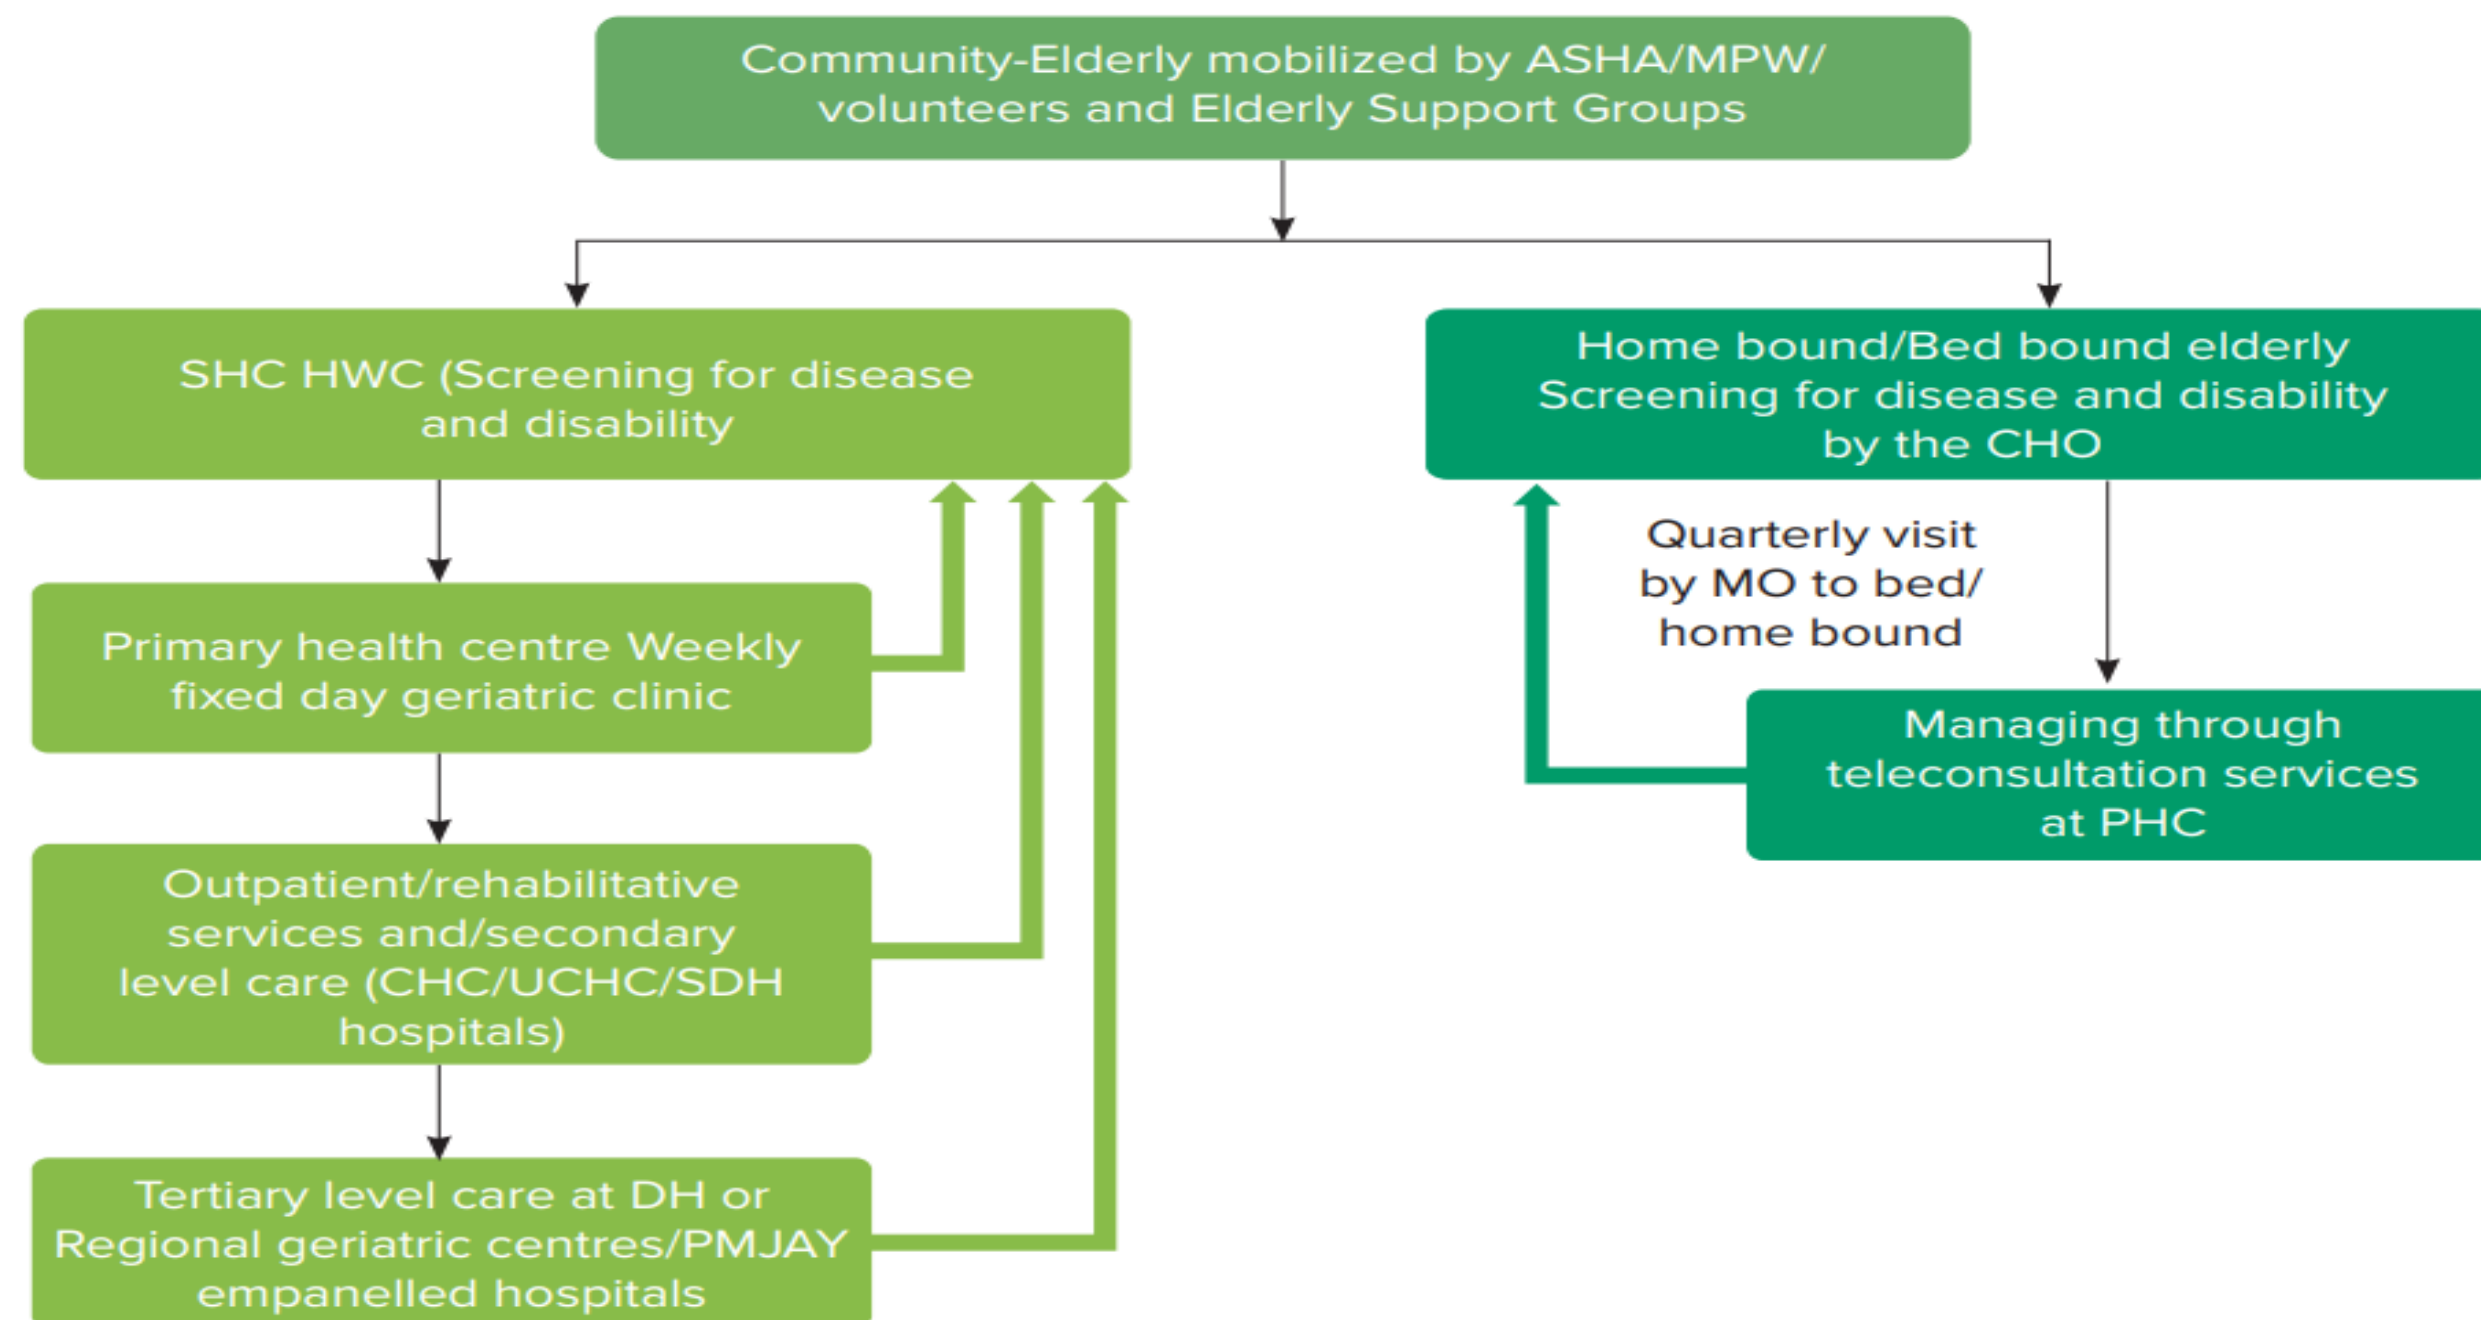 Community-Elderly mobilized by ASHA/MPW/
volunteers and Elderly Support Groups
SHC HWC (Screening for disease
and disability
Home bound/Bed bound elderly
Screening for disease and disability
by the CHO
Quarterly visit
by MO to bed/
home bound
Primary health centre Weekly
fixed day geriatric clinic
Managing through
teleconsultation services
at PHC
Outpatient/rehabilitative
services and/secondary
level care (CHC/UCHC/SDH
hospitals)
Tertiary level care at DH or
Regional geriatric centres/PMJAY
empanelled hospitals